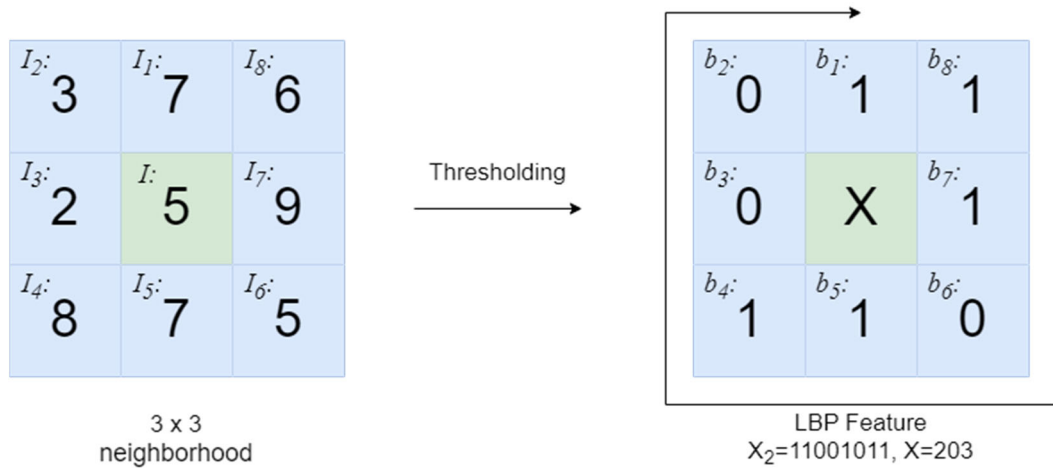 I₂: 3 I₁: 7 I₈: 6
I₃: 2 I: 5 I₇: 9
I₄: 8 I₅: 7 I₆: 5
3 x 3
neighborhood
Thresholding
b₂: 0 b₁: 1 b₈: 1
b₃: 0 X b₇: 1
b₄: 1 b₅: 1 b₆: 0
LBP Feature
X₂=11001011, X=203